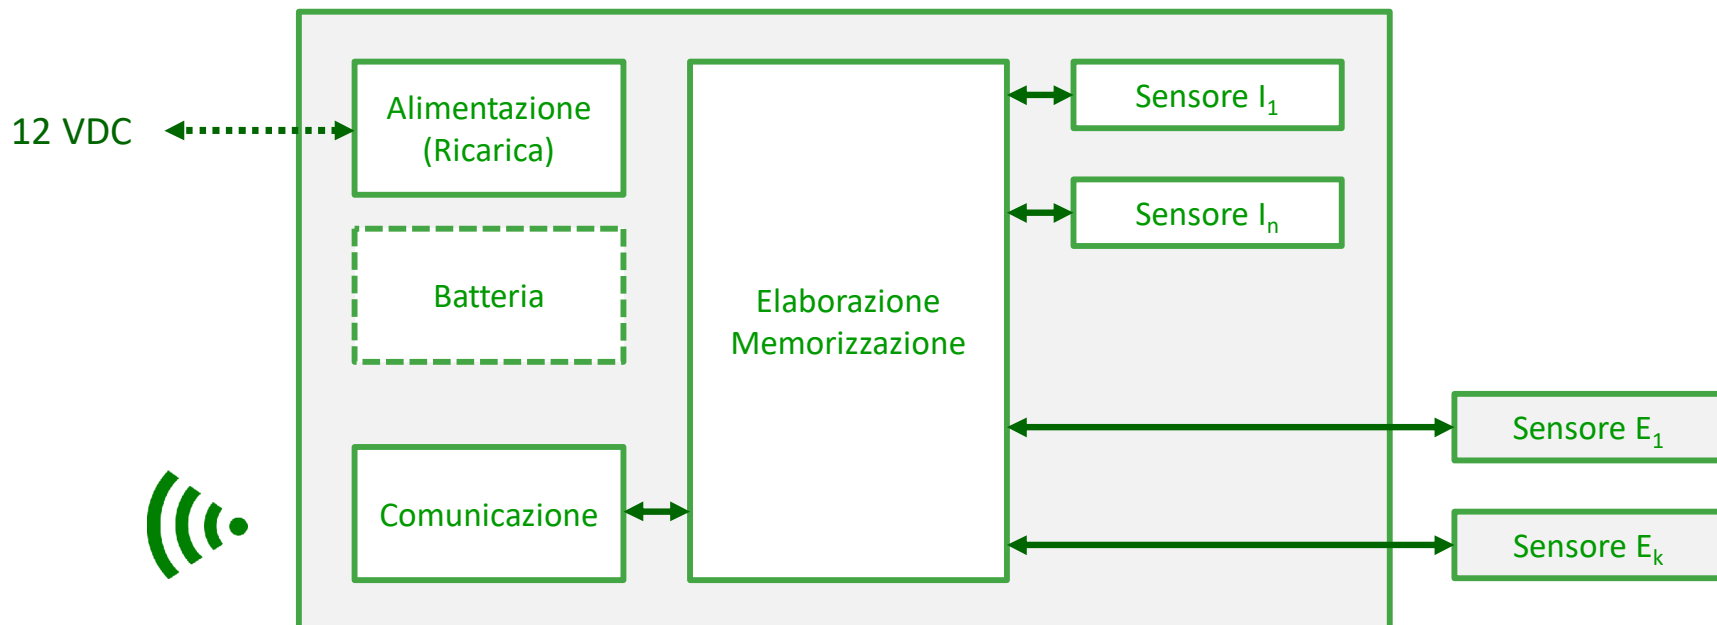 12 VDC
Alimentazione
(Ricarica)
Batteria
Comunicazione
Elaborazione
Memorizzazione
Sensore I₁
Sensore Iₙ
Sensore E₁
Sensore Eₖ